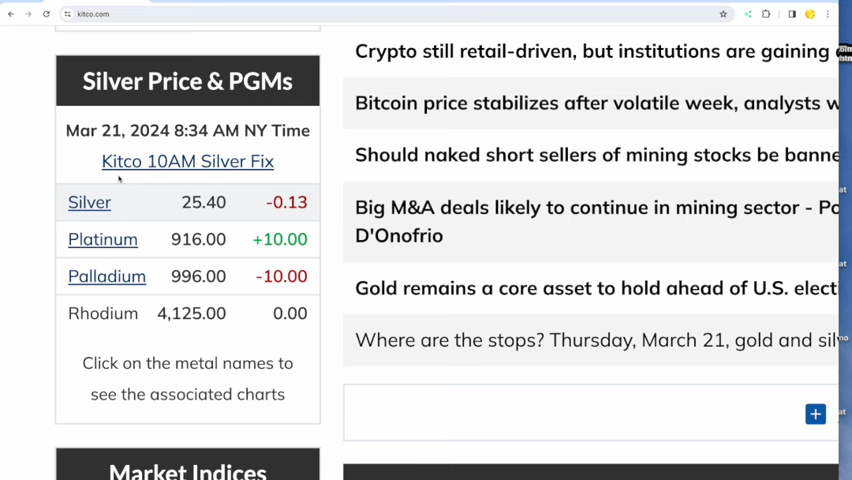 kitco.com
Silver Price & PGMs
Mar 21, 2024 8:34 AM NY Time
Kitco 10AM Silver Fix
Silver 25.40 -0.13
Platinum 916.00 +10.00
Palladium 996.00 -10.00
Rhodium 4,125.00 0.00
Click on the metal names to
see the associated charts
Market Indices
Crypto still retail-driven, but institutions are gaining
Bitcoin price stabilizes after volatile week, analysts
Should naked short sellers of mining stocks be
Big M&A deals likely to continue in mining sector -
D'Onofrio
Gold remains a core asset to hold ahead of U.S.
Where are the stops? Thursday, March 21, gold and